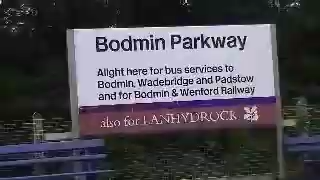 Bodmin Parkway
Alight here for bus services to
Bodmin, Wadebridge and Padstow
and for Bodmin & Wenford Railway
also for LANHYDROCK